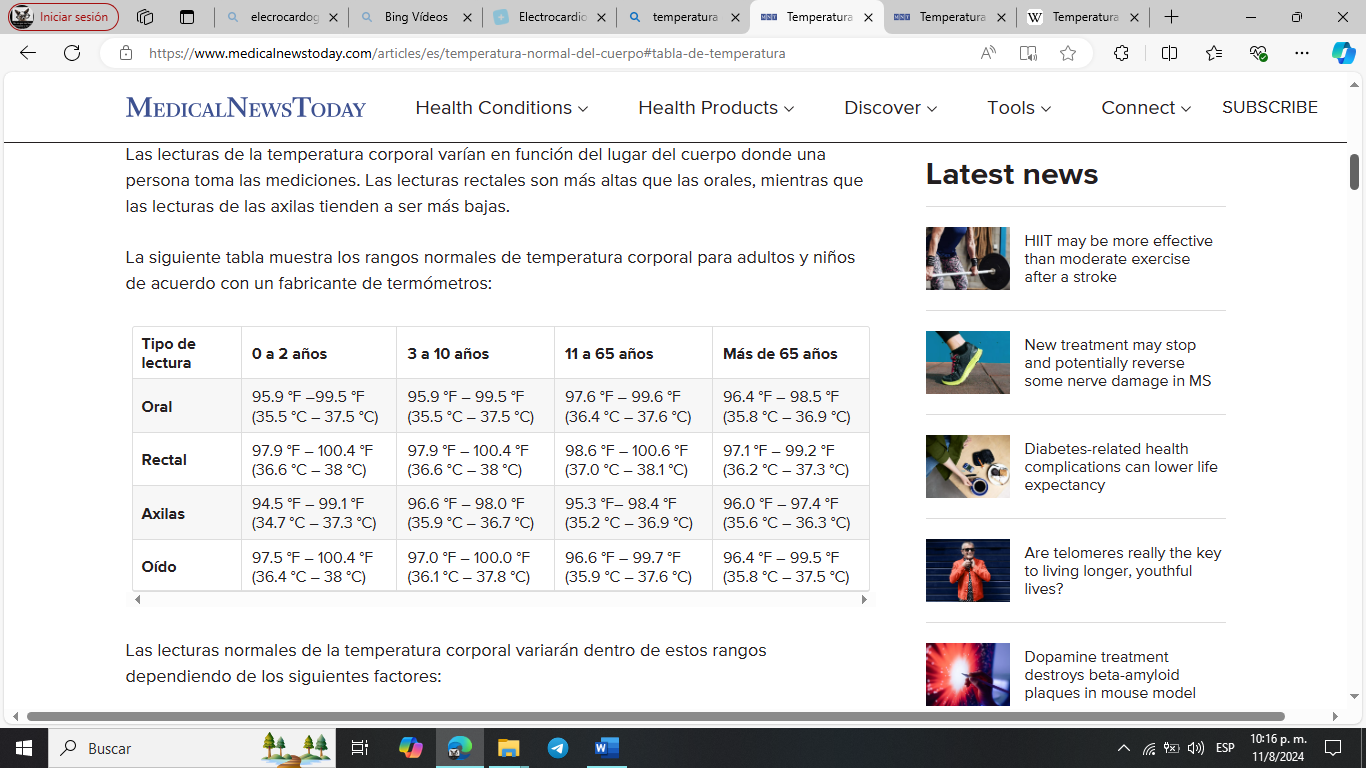 Iniciar sesión
elecrocardog
Bing Vídeos
Electrocardio
temperatura
Temperatura
Temperatura
Temperatura
https://www.medicalnewstoday.com/articles/es/temperatura-normal-del-cuerpo#tabla-de-temperatura
MEDICALNEWSTODAY
Health Conditions
Health Products
Discover
Tools
Connect
SUBSCRIBE
Las lecturas de la temperatura corporal varían en función del lugar del cuerpo donde una
persona toma las mediciones. Las lecturas rectales son más altas que las orales, mientras que
las lecturas de las axilas tienden a ser más bajas.
La siguiente tabla muestra los rangos normales de temperatura corporal para adultos y niños
de acuerdo con un fabricante de termómetros:
Tipo de lectura 0 a 2 años 3 a 10 años 11 a 65 años Más de 65 años
Oral 95.9 °F –99.5 °F 95.9 °F – 99.5 °F 97.6 °F – 99.6 °F 96.4 °F – 98.5 °F
(35.5 °C – 37.5 °C) (35.5 °C – 37.5 °C) (36.4 °C – 37.6 °C) (35.8 °C – 36.9 °C)
Rectal 97.9 °F – 100.4 °F 97.9 °F – 100.4 °F 98.6 °F – 100.6 °F 97.1 °F – 99.2 °F
(36.6 °C – 38 °C) (36.6 °C – 38 °C) (37.0 °C – 38.1 °C) (36.2 °C – 37.3 °C)
Axilas 94.5 °F – 99.1 °F 96.6 °F – 98.0 °F 95.3 °F– 98.4 °F 96.0 °F – 97.4 °F
(34.7 °C – 37.3 °C) (35.9 °C – 36.7 °C) (35.2 °C – 36.9 °C) (35.6 °C – 36.3 °C)
Oído 97.5 °F – 100.4 °F 97.0 °F – 100.0 °F 96.6 °F – 99.7 °F 96.4 °F – 99.5 °F
(36.4 °C – 38 °C) (36.1 °C – 37.8 °C) (35.9 °C – 37.6 °C) (35.8 °C – 37.5 °C)
Las lecturas normales de la temperatura corporal variarán dentro de estos rangos
dependiendo de los siguientes factores:
Latest news
HIIT may be more effective
than moderate exercise
after a stroke
New treatment may stop
and potentially reverse
some nerve damage in MS
Diabetes-related health
complications can lower life
expectancy
Are telomeres really the key
to living longer, youthful
lives?
Dopamine treatment
destroys beta-amyloid
plaques in mouse model
Buscar
ESP
10:16 p. m.
11/8/2024